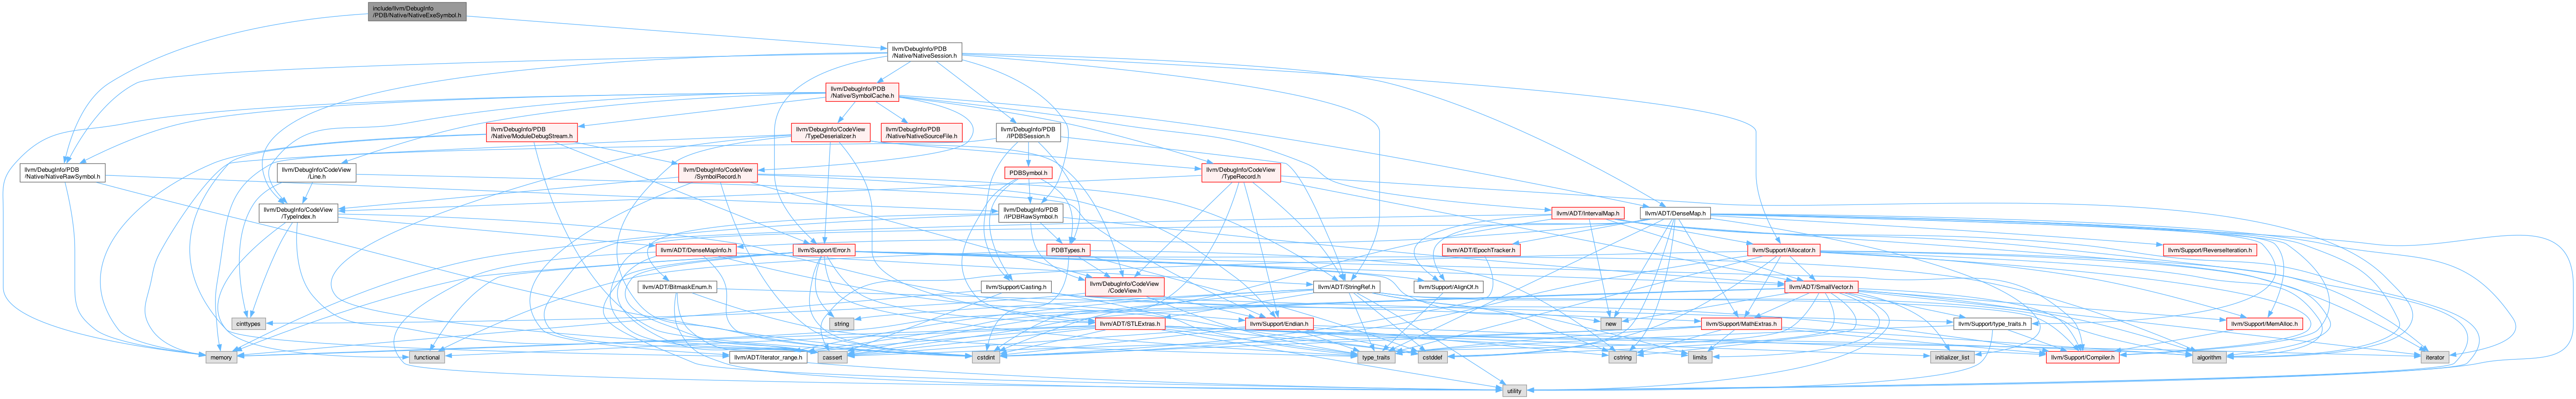 include/llvm/DebugInfo
/PDB/Native/NativeExeSymbol.h
llvm/DebugInfo/PDB
/Native/NativeSession.h
llvm/DebugInfo/PDB
/Native/SymbolCache.h
llvm/DebugInfo/PDB
/Native/ModuleDebugStream.h
llvm/DebugInfo/CodeView
/TypeDeserializer.h
llvm/DebugInfo/PDB
/Native/NativeSourceFile.h
llvm/DebugInfo/PDB
/IPDBSession.h
llvm/DebugInfo/PDB
/Native/NativeRawSymbol.h
llvm/DebugInfo/CodeView
/Line.h
llvm/DebugInfo/CodeView
/SymbolRecord.h
PDBSymbol.h
llvm/DebugInfo/CodeView
/TypeRecord.h
llvm/DebugInfo/CodeView
/TypeIndex.h
llvm/DebugInfo/PDB
/IPDBRawSymbol.h
llvm/ADT/IntervalMap.h
llvm/ADT/DenseMap.h
llvm/ADT/DenseMapInfo.h
llvm/Support/Error.h
PDBTypes.h
llvm/ADT/EpochTracker.h
llvm/Support/Allocator.h
llvm/Support/ReverseIteration.h
llvm/ADT/BitmaskEnum.h
llvm/Support/Casting.h
llvm/DebugInfo/CodeView
/CodeView.h
llvm/ADT/StringRef.h
llvm/Support/AlignOf.h
llvm/ADT/SmallVector.h
cinttypes
string
llvm/ADT/STLExtras.h
llvm/Support/Endian.h
new
llvm/Support/MathExtras.h
llvm/Support/type_traits.h
llvm/Support/MemAlloc.h
memory
functional
llvm/ADT/iterator_range.h
cassert
cstdint
type_traits
cstddef
cstring
limits
initializer_list
llvm/Support/Compiler.h
algorithm
iterator
utility